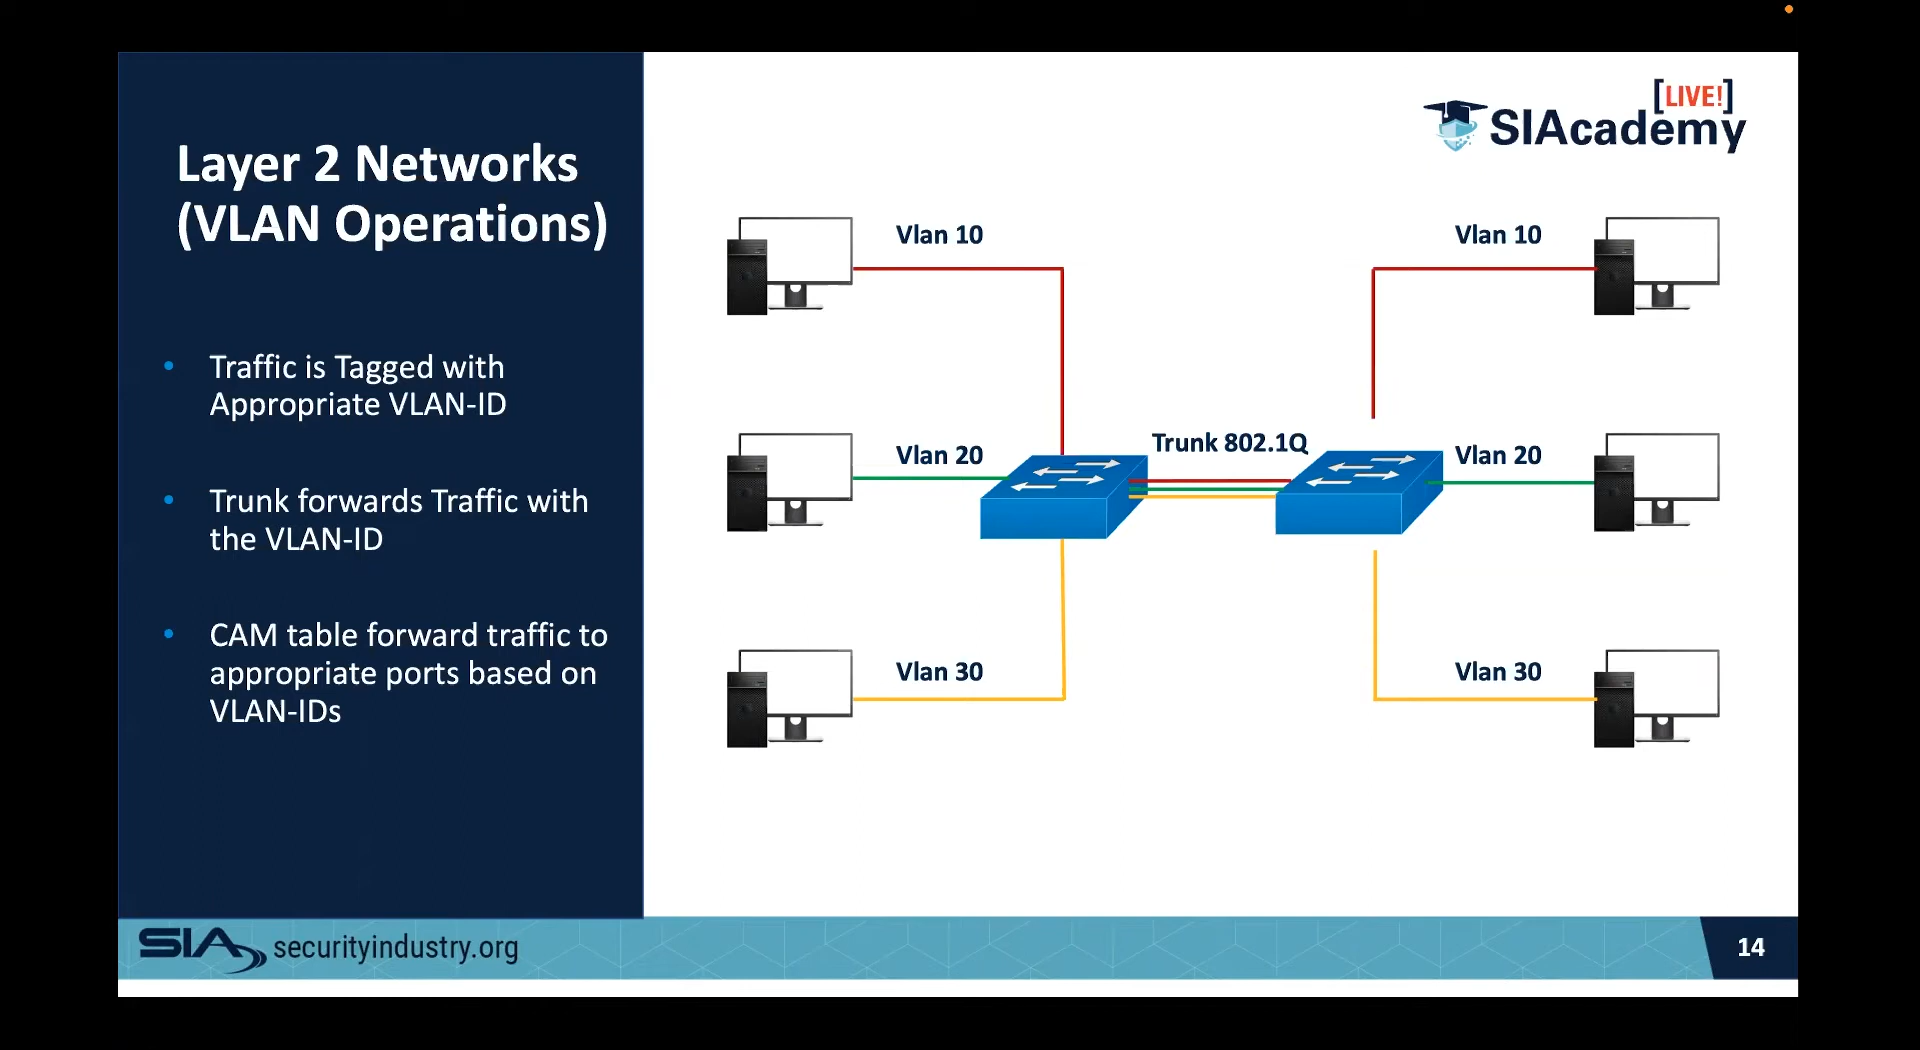 [LIVE!]
SIAcademy
Layer 2 Networks
(VLAN Operations)
• Traffic is Tagged with
Appropriate VLAN-ID
• Trunk forwards Traffic with
the VLAN-ID
• CAM table forward traffic to
appropriate ports based on
VLAN-IDs
Vlan 10
Vlan 10
Vlan 20
Trunk 802.1Q
Vlan 20
Vlan 30
Vlan 30
SIA securityindustry.org
14